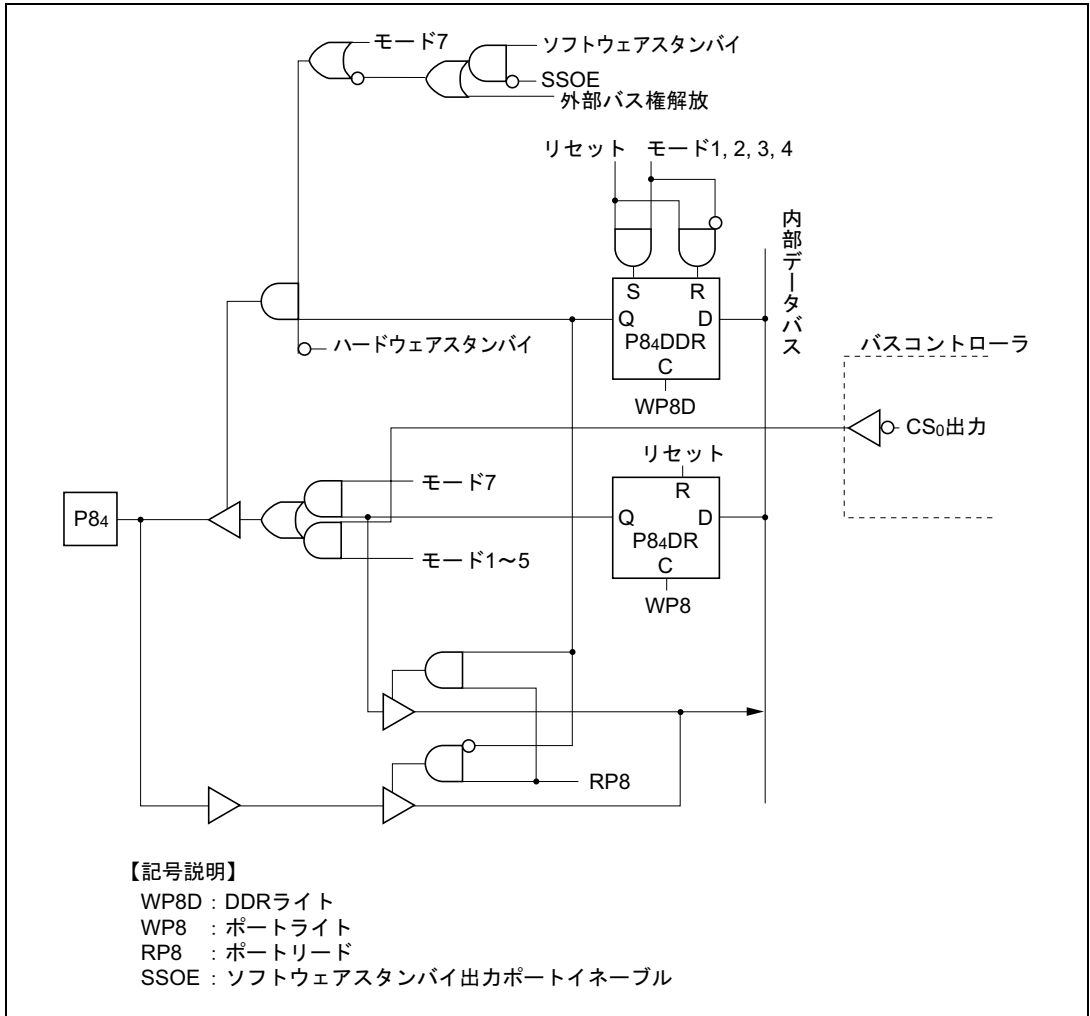 モード7
ソフトウェアスタンバイ
SSOE
外部バス権解放
リセット モード1, 2, 3, 4
内部データバス
S R
Q D
P84DDR
C
WP8D
ハードウェアスタンバイ
バスコントローラ
CS0出力
リセット
モード7
R
P84
Q D
P84DR
C
モード1～5
WP8
RP8
【記号説明】
WP8D : DDRライト
WP8 : ポートライト
RP8 : ポートリード
SSOE : ソフトウェアスタンバイ出力ポートイネーブル